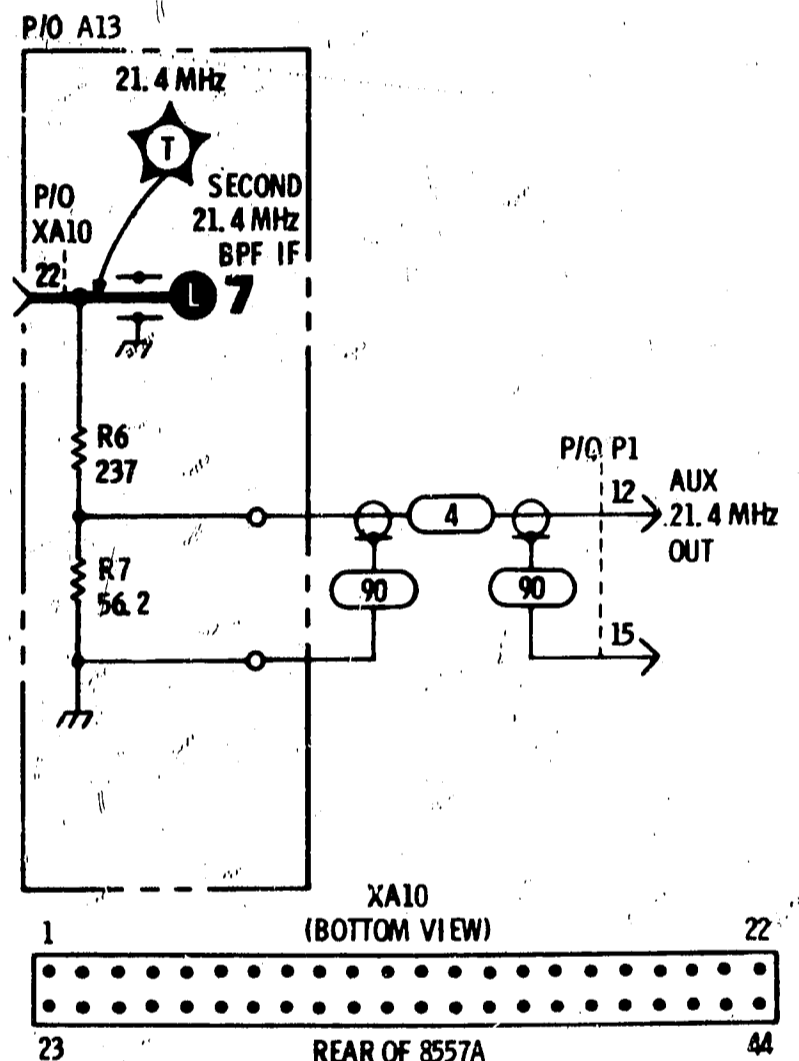 P/O A13
21.4 MHz
T
SECOND
21.4 MHz
BPF IF
P/O
XA10
22
L 7
R6
237
P/O P1
12
AUX
21.4 MHz
OUT
4
R7
56.2
90
90
15
XA10
(BOTTOM VIEW)
1
22
23
REAR OF 8557A
44